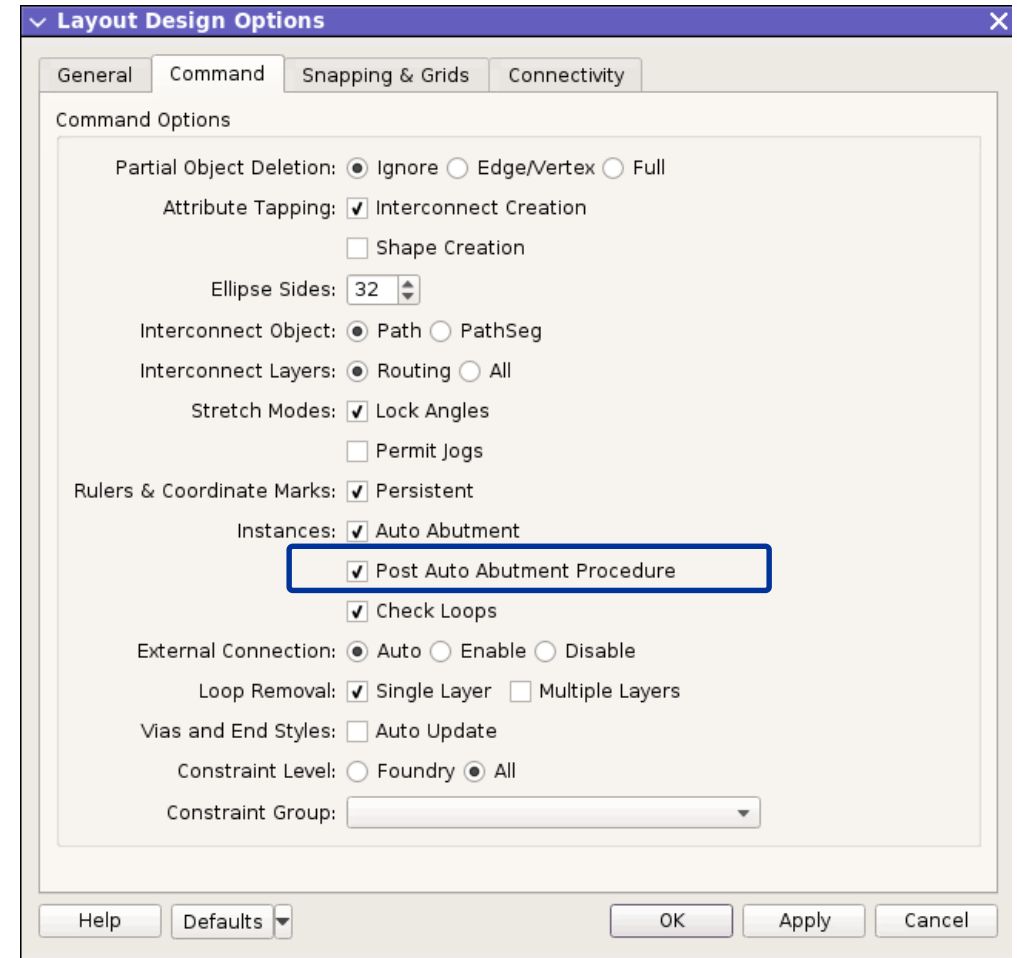 Layout Design Options
General Command Snapping & Grids Connectivity
Command Options
Partial Object Deletion: Ignore Edge/Vertex Full
Attribute Tapping: Interconnect Creation
Shape Creation
Ellipse Sides: 32
Interconnect Object: Path PathSeg
Interconnect Layers: Routing All
Stretch Modes: Lock Angles
Permit Jogs
Rulers & Coordinate Marks: Persistent
Instances: Auto Abutment
Post Auto Abutment Procedure
Check Loops
External Connection: Auto Enable Disable
Loop Removal: Single Layer Multiple Layers
Vias and End Styles: Auto Update
Constraint Level: Foundry All
Constraint Group:
Help Defaults OK Apply Cancel